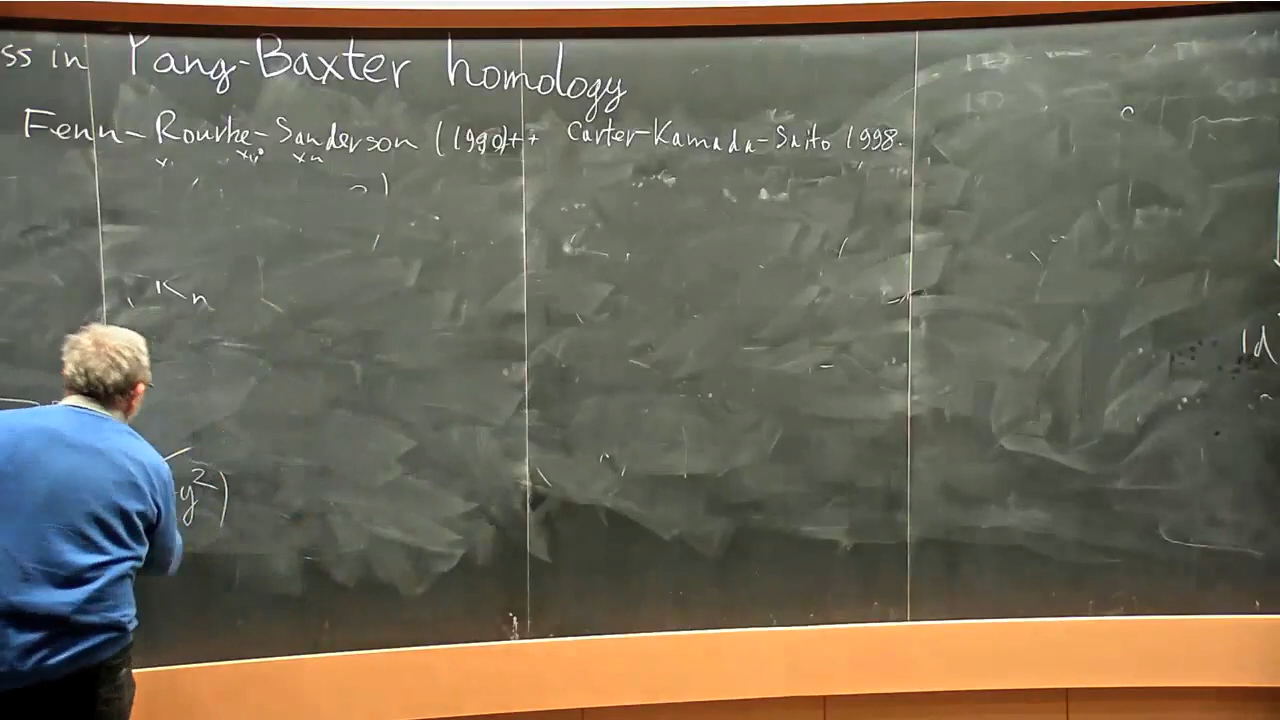 ss in Yang-Baxter homology
Fenn-Rourke-Sanderson (1990)++ Carter-Kamada-Saito 1998.
Kn
Id
y²)